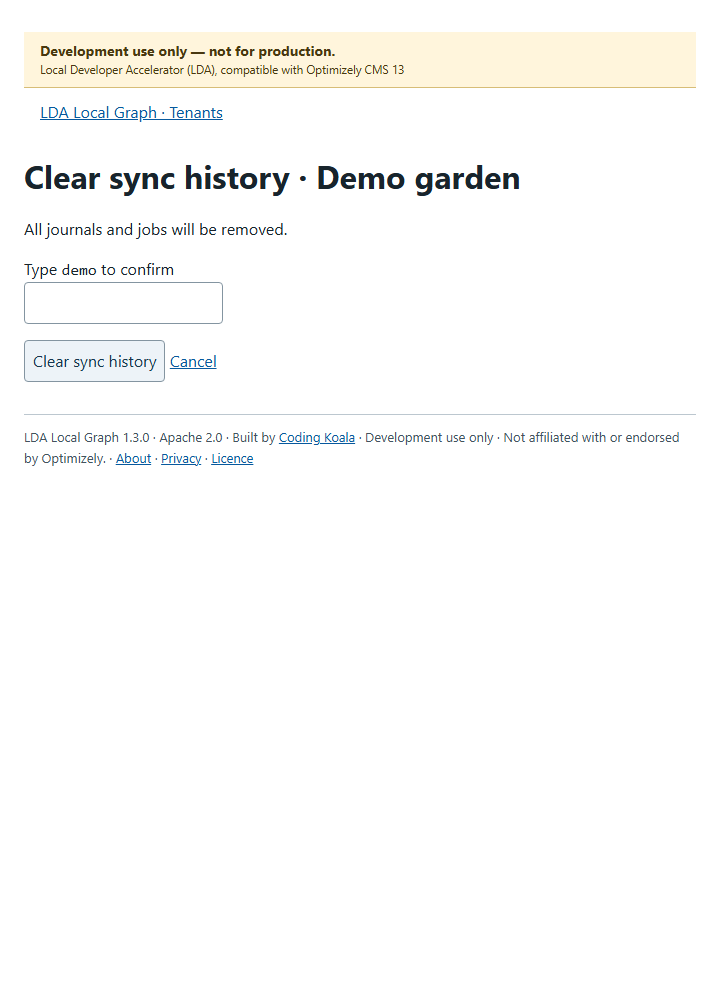 Development use only — not for production.
Local Developer Accelerator (LDA), compatible with Optimizely CMS 13
LDA Local Graph · Tenants
Clear sync history · Demo garden
All journals and jobs will be removed.
Type demo to confirm
Clear sync history Cancel
LDA Local Graph 1.3.0 · Apache 2.0 · Built by Coding Koala · Development use only · Not affiliated with or endorsed
by Optimizely. · About · Privacy · Licence